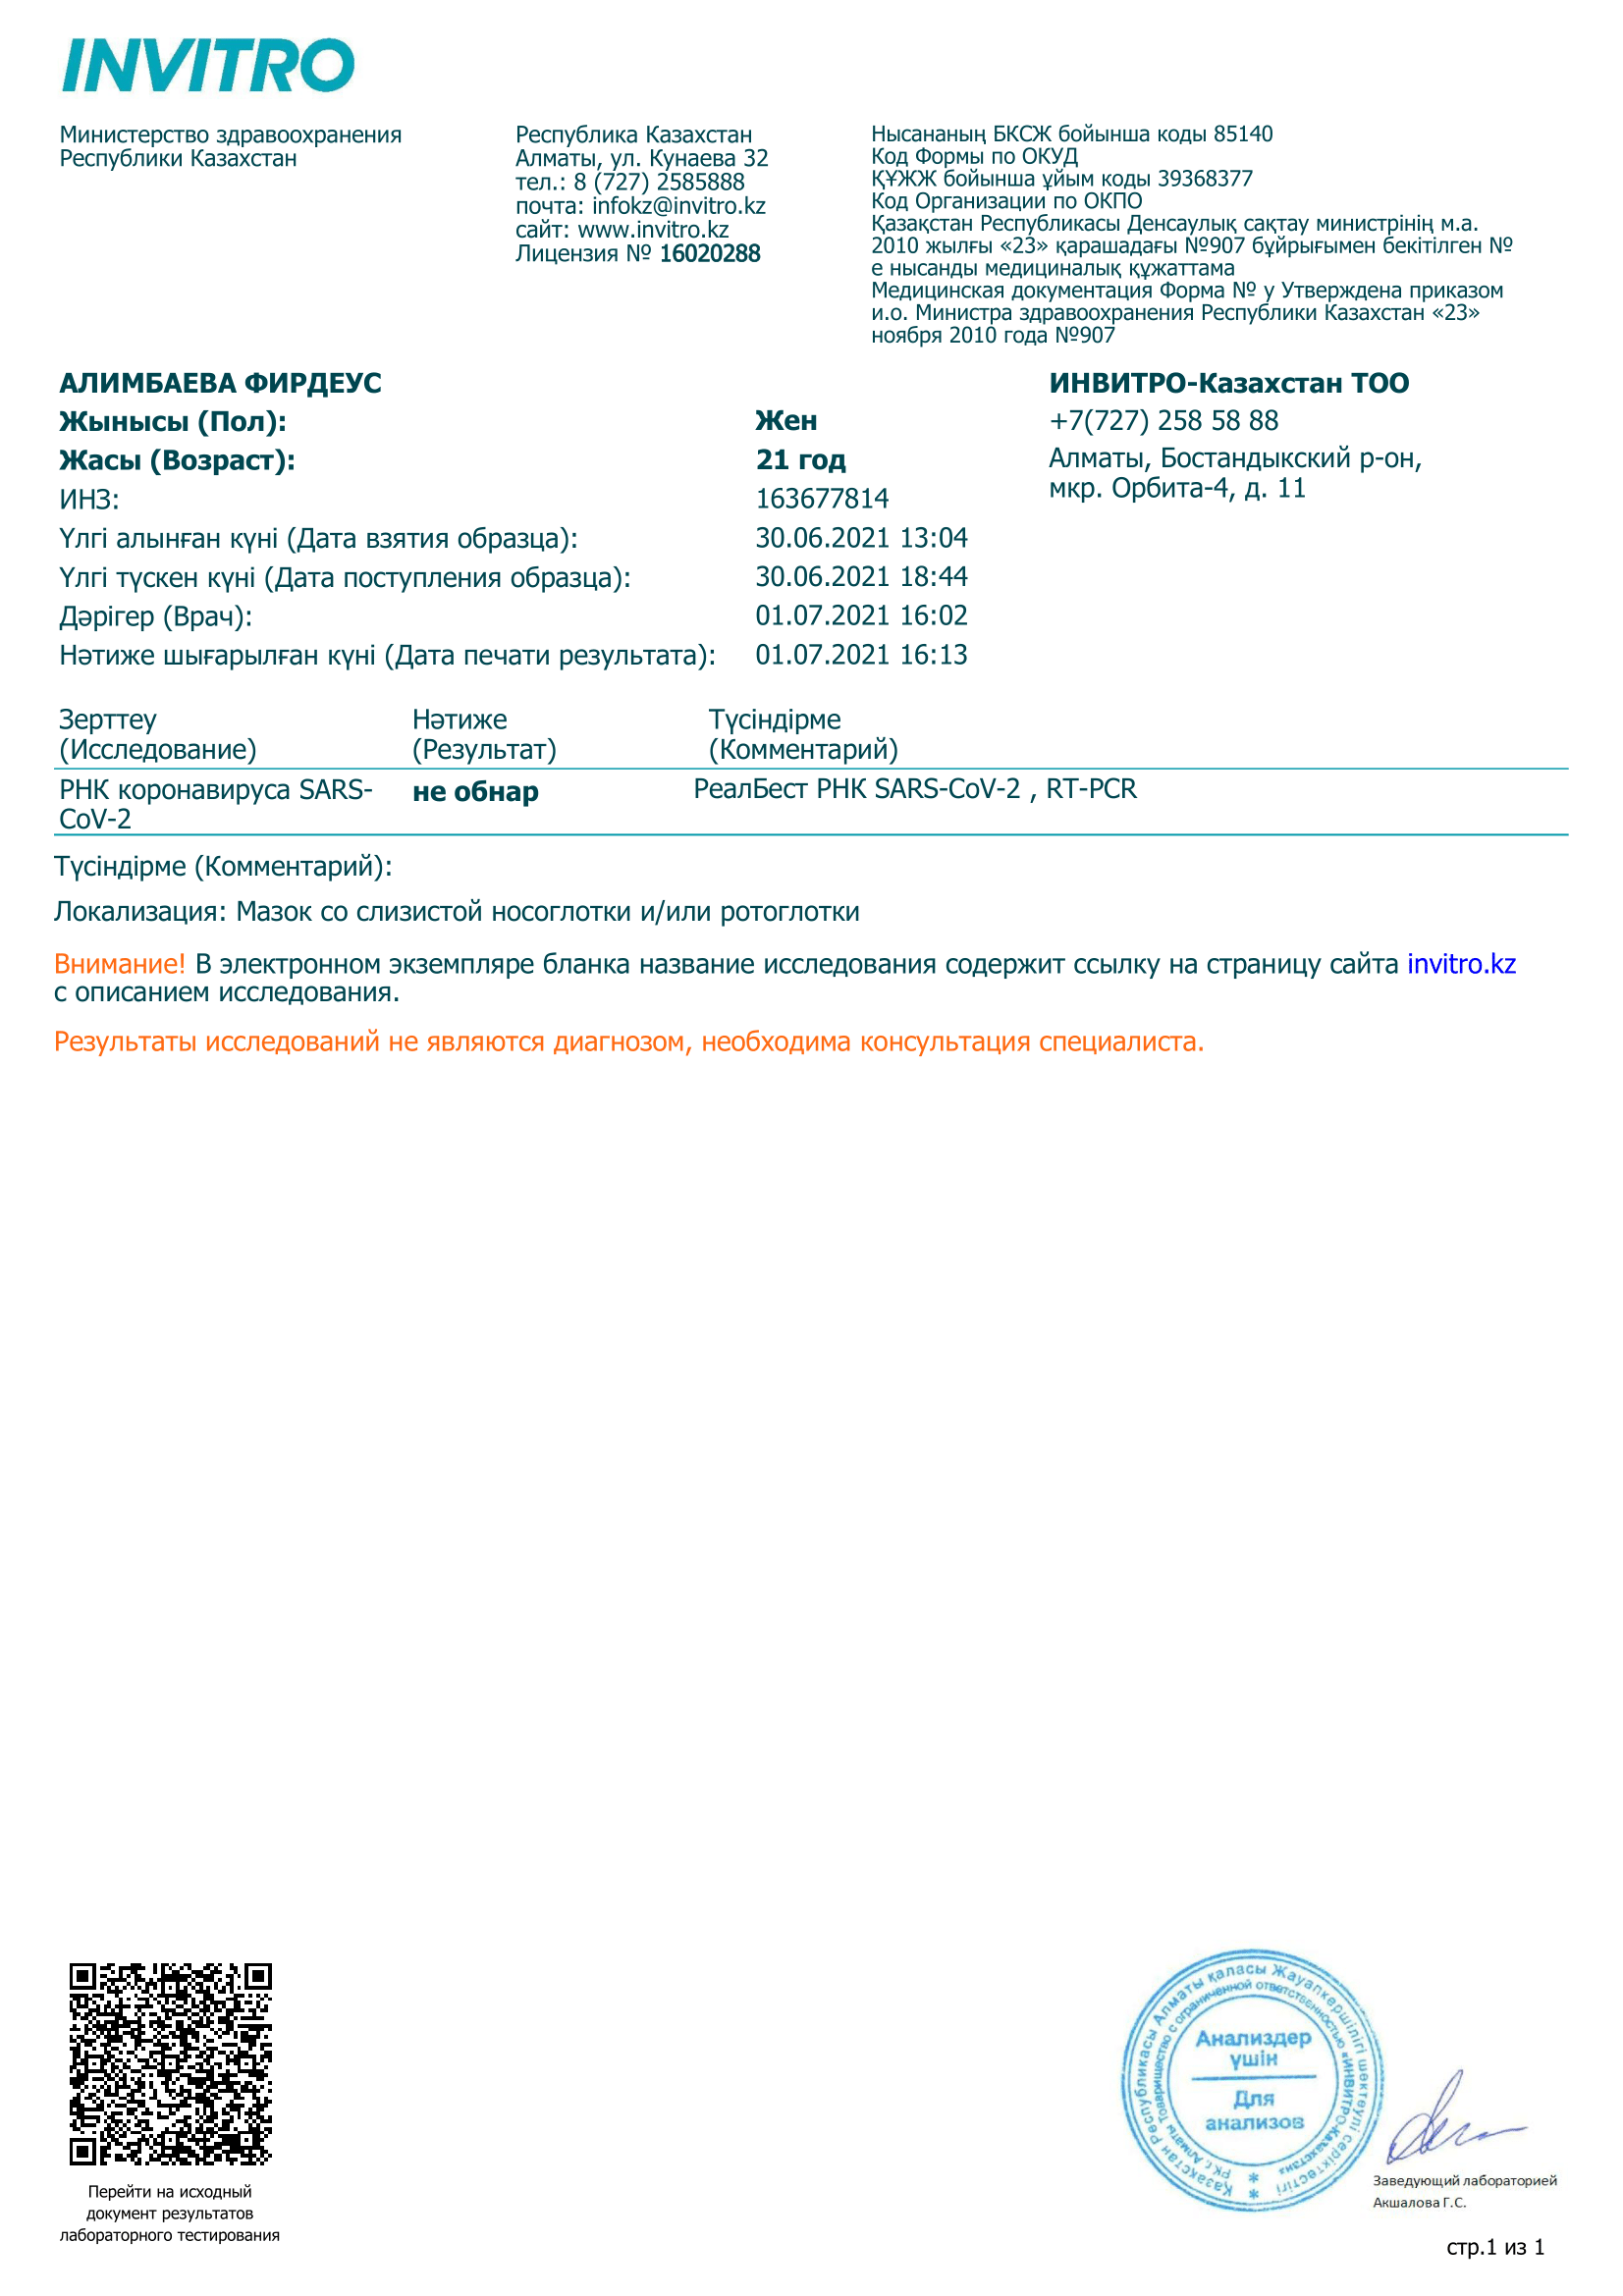 INVITRO
Министерство здравоохранения
Республики Казахстан
Республика Казахстан
Алматы, ул. Кунаева 32
тел.: 8 (727) 2585888
почта: infokz@invitro.kz
сайт: www.invitro.kz
Лицензия № 16020288
Нысананың БКСЖ бойынша коды 85140
Код Формы по ОКУД
ҚҰЖЖ бойынша ұйым коды 39368377
Код Организации по ОКПО
Қазақстан Республикасы Денсаулық сақтау министрінің м.а.
2010 жылғы «23» қарашадағы №907 бұйрығымен бекітілген №
е нысанды медициналық құжаттама
Медицинская документация Форма № у Утверждена приказом
и.о. Министра здравоохранения Республики Казахстан «23»
ноября 2010 года №907
АЛИМБАЕВА ФИРДЕУС
Жынысы (Пол): Жен
Жасы (Возраст): 21 год
ИНЗ: 163677814
Үлгі алынған күні (Дата взятия образца): 30.06.2021 13:04
Үлгі түскен күні (Дата поступления образца): 30.06.2021 18:44
Дәрігер (Врач): 01.07.2021 16:02
Нәтиже шығарылған күні (Дата печати результата): 01.07.2021 16:13
ИНВИТРО-Казахстан ТОО
+7(727) 258 58 88
Алматы, Бостандыкский р-он,
мкр. Орбита-4, д. 11
Зерттеу
(Исследование)
Нәтиже
(Результат)
Түсіндірме
(Комментарий)
РНК коронавируса SARS-
CoV-2
не обнар
РеалБест РНК SARS-CoV-2 , RT-PCR
Түсіндірме (Комментарий):
Локализация: Мазок со слизистой носоглотки и/или ротоглотки
Внимание! В электронном экземпляре бланка название исследования содержит ссылку на страницу сайта invitro.kz
с описанием исследования.
Результаты исследований не являются диагнозом, необходима консультация специалиста.
Перейти на исходный
документ результатов
лабораторного тестирования
Қазақстан Республикасы Алматы қаласы Жауапкершілігі шектеулі серіктестігі
РК г. Алматы Товарищество с ограниченной ответственностью «ИНВИТРО-Казахстан»
Анализдер
үшін
Для
анализов
Заведующий лабораторией
Акшалова Г.С.
стр.1 из 1